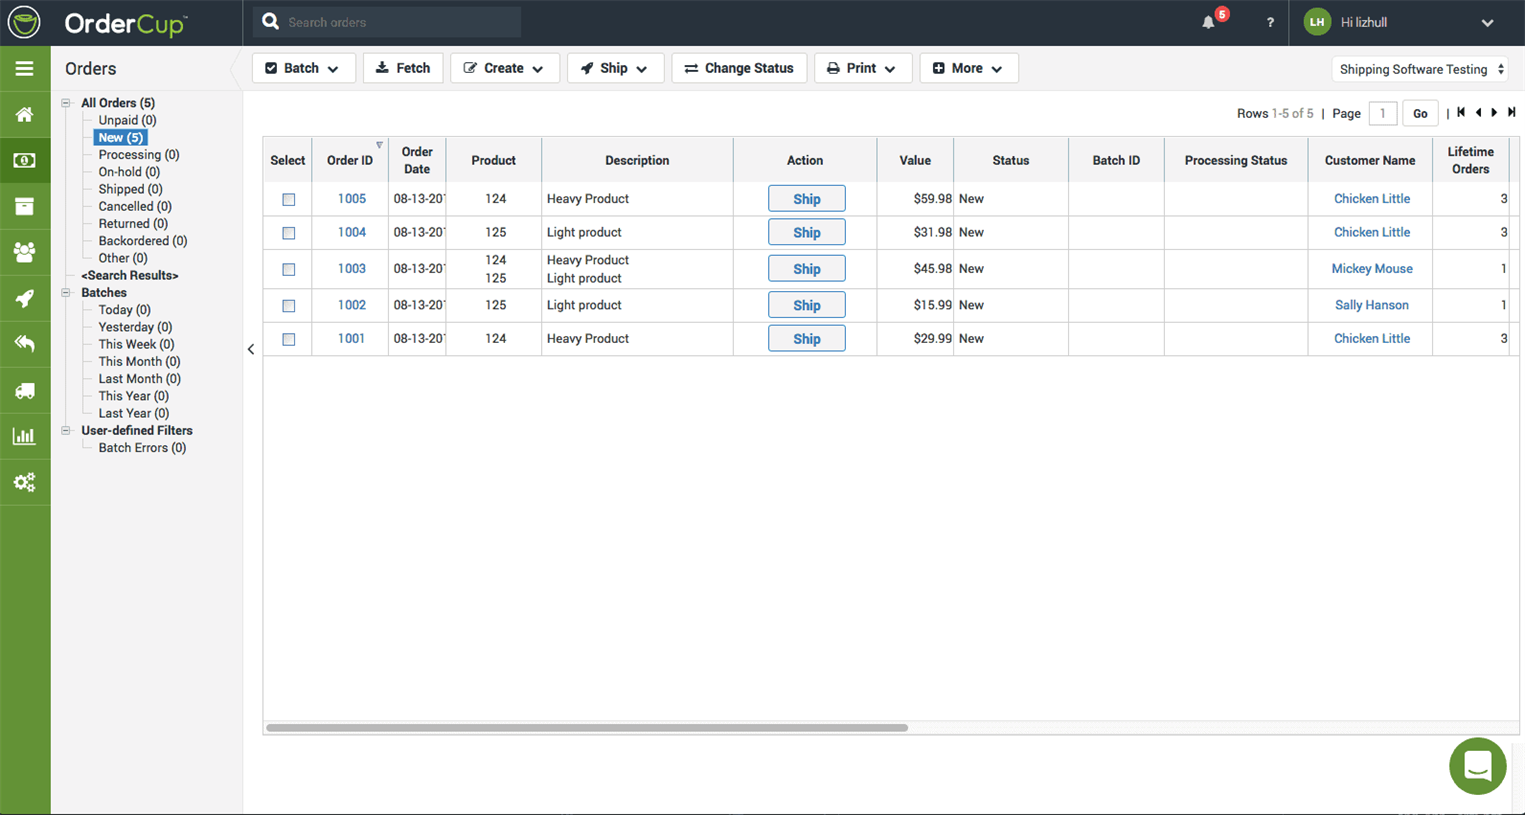 OrderCup™
Search orders
5
?
LH
Hi lizhull
Orders
Batch
Fetch
Create
Ship
Change Status
Print
More
Shipping Software Testing
All Orders (5)
Unpaid (0)
New (5)
Processing (0)
On-hold (0)
Shipped (0)
Cancelled (0)
Returned (0)
Backordered (0)
Other (0)
<Search Results>
Batches
Today (0)
Yesterday (0)
This Week (0)
This Month (0)
Last Month (0)
This Year (0)
Last Year (0)
User-defined Filters
Batch Errors (0)
Rows 1-5 of 5 | Page 1 Go |
Select Order ID Order Date Product Description Action Value Status Batch ID Processing Status Customer Name Lifetime Orders
1005 08-13-201 124 Heavy Product Ship $59.98 New Chicken Little 3
1004 08-13-201 125 Light product Ship $31.98 New Chicken Little 3
1003 08-13-201 124 Heavy Product Ship $45.98 New Mickey Mouse 1
125 Light product
1002 08-13-201 125 Light product Ship $15.99 New Sally Hanson 1
1001 08-13-201 124 Heavy Product Ship $29.99 New Chicken Little 3